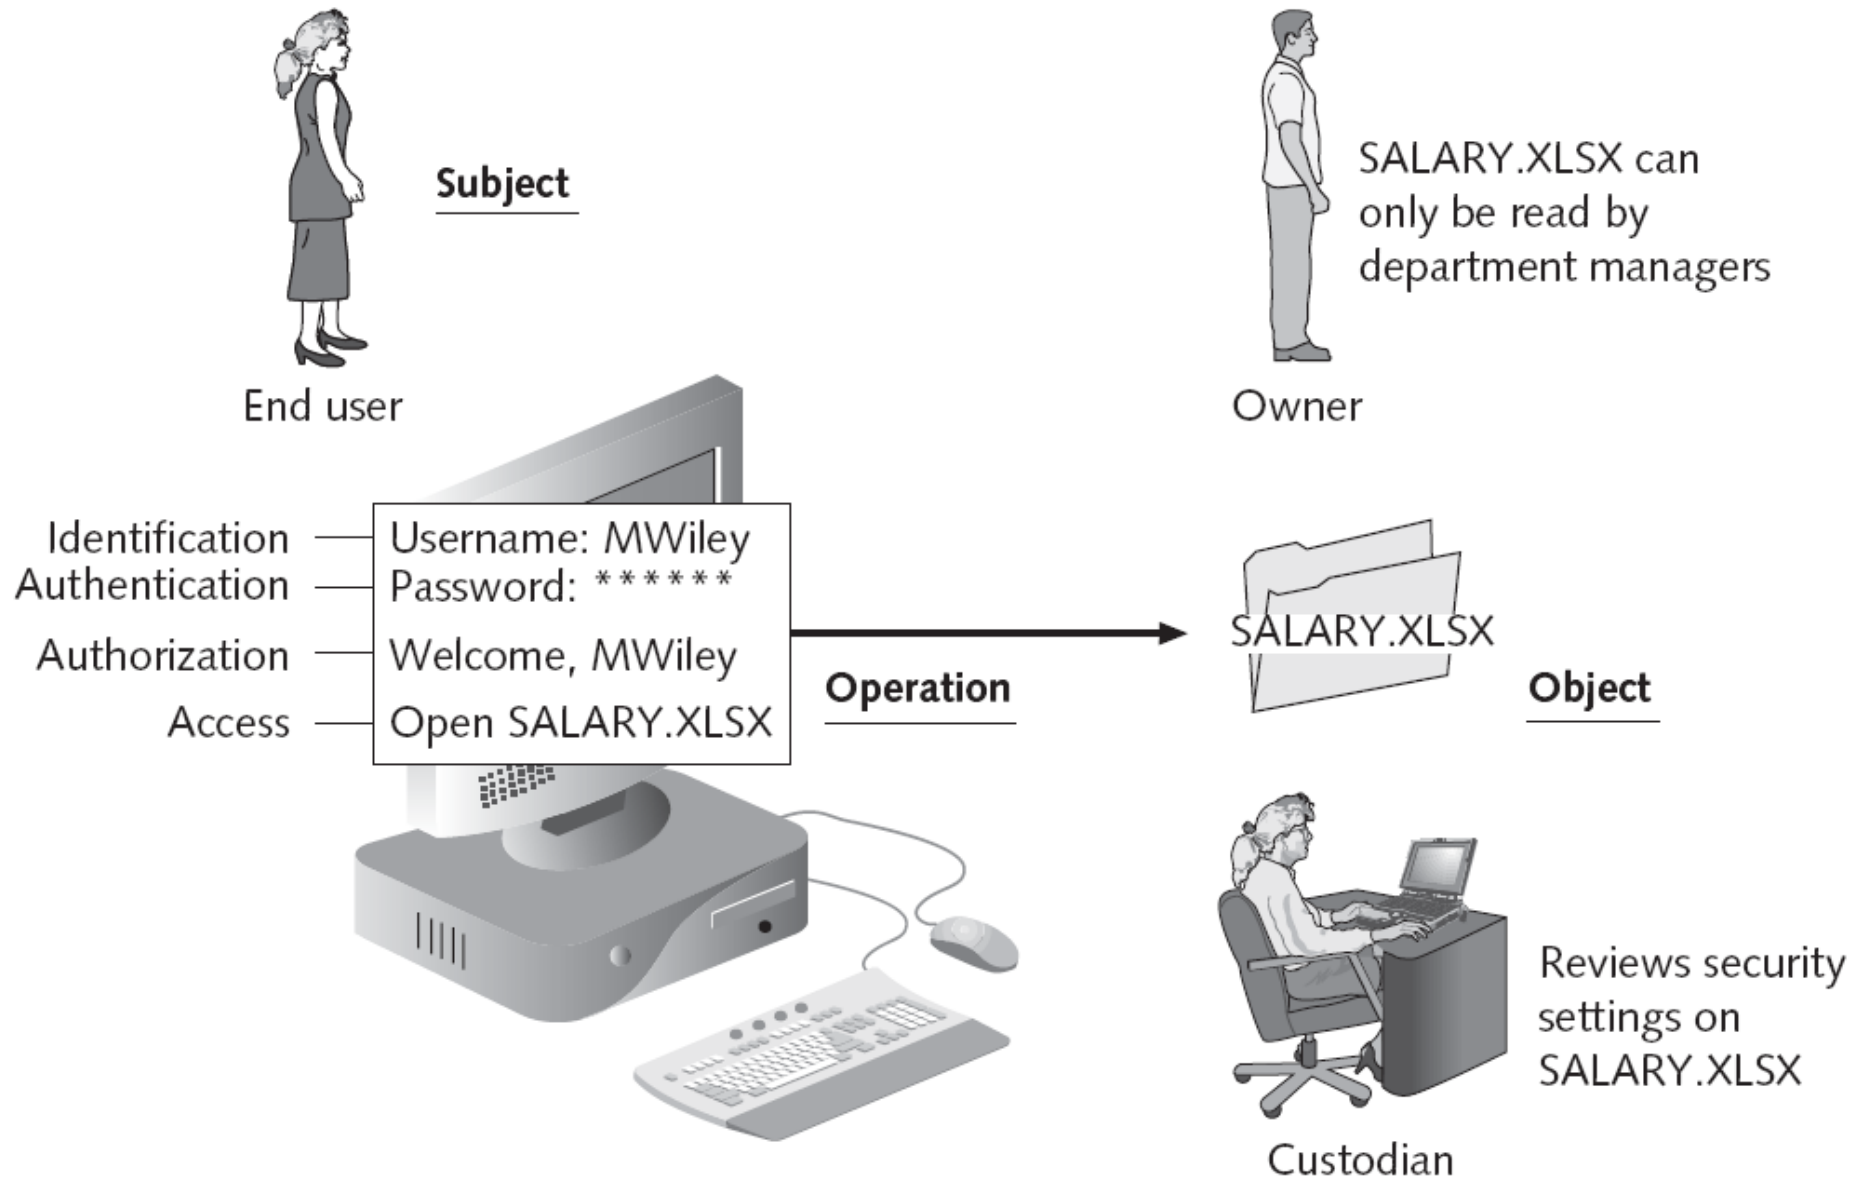 Subject
End user
SALARY.XLSX can
only be read by
department managers
Owner
Identification
Authentication
Authorization
Access
Username: MWiley
Password: ******
Welcome, MWiley
Open SALARY.XLSX
Operation
SALARY.XLSX
Object
Reviews security
settings on
SALARY.XLSX
Custodian